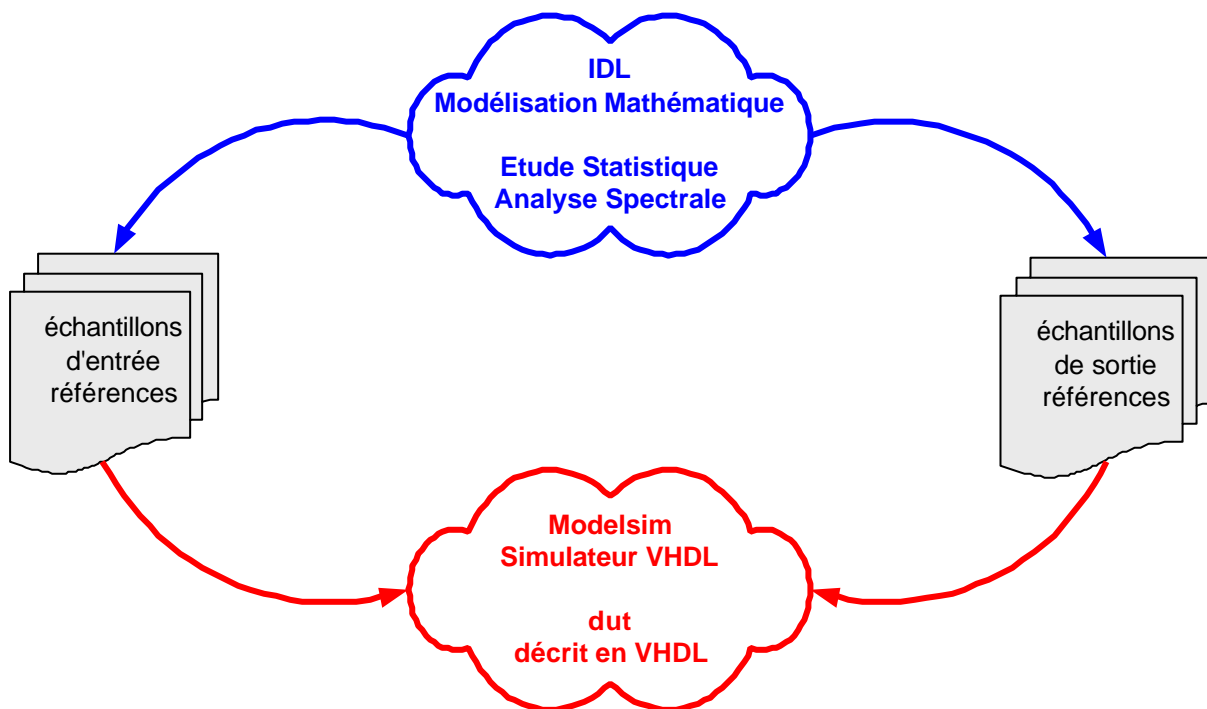 IDL
Modélisation Mathématique
Etude Statistique
Analyse Spectrale
échantillons
d'entrée
références
échantillons
de sortie
références
Modelsim
Simulateur VHDL
dut
décrit en VHDL